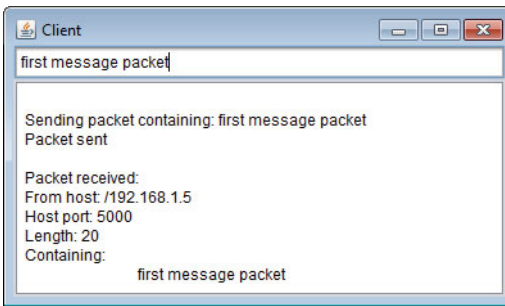 Client
first message packet
Sending packet containing: first message packet
Packet sent
Packet received:
From host: /192.168.1.5
Host port: 5000
Length: 20
Containing:
first message packet